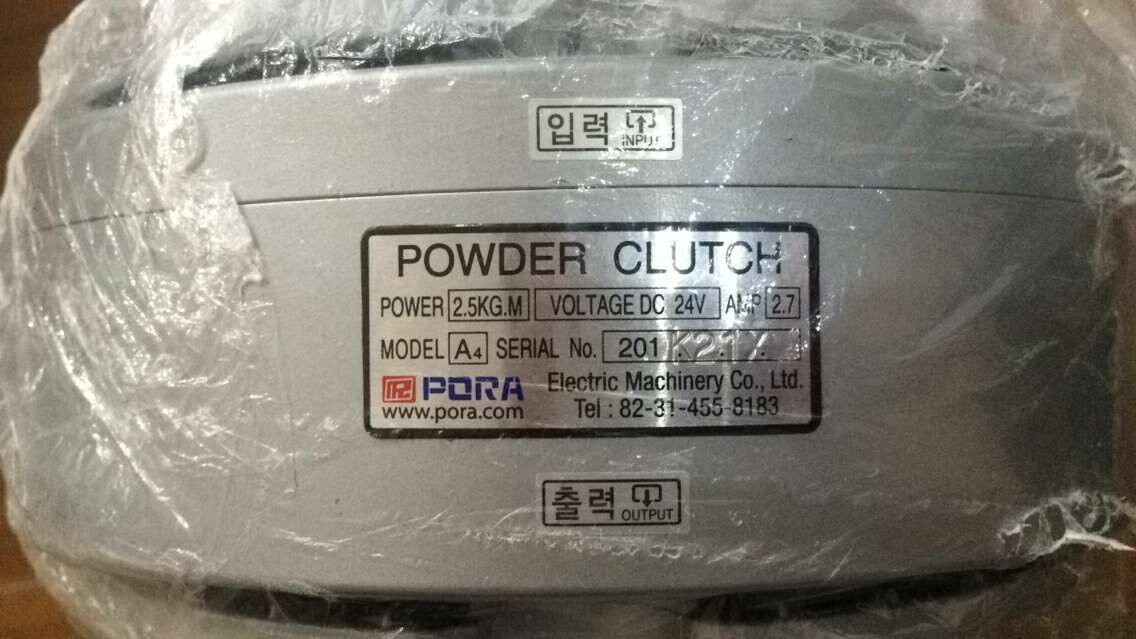 입력 INPUT
POWDER CLUTCH
POWER 2.5KG.M VOLTAGE DC 24V AMP 2.7
MODEL A4 SERIAL No. 201
PORA Electric Machinery Co., Ltd.
www.pora.com Tel : 82-31-455-8183
출력 OUTPUT